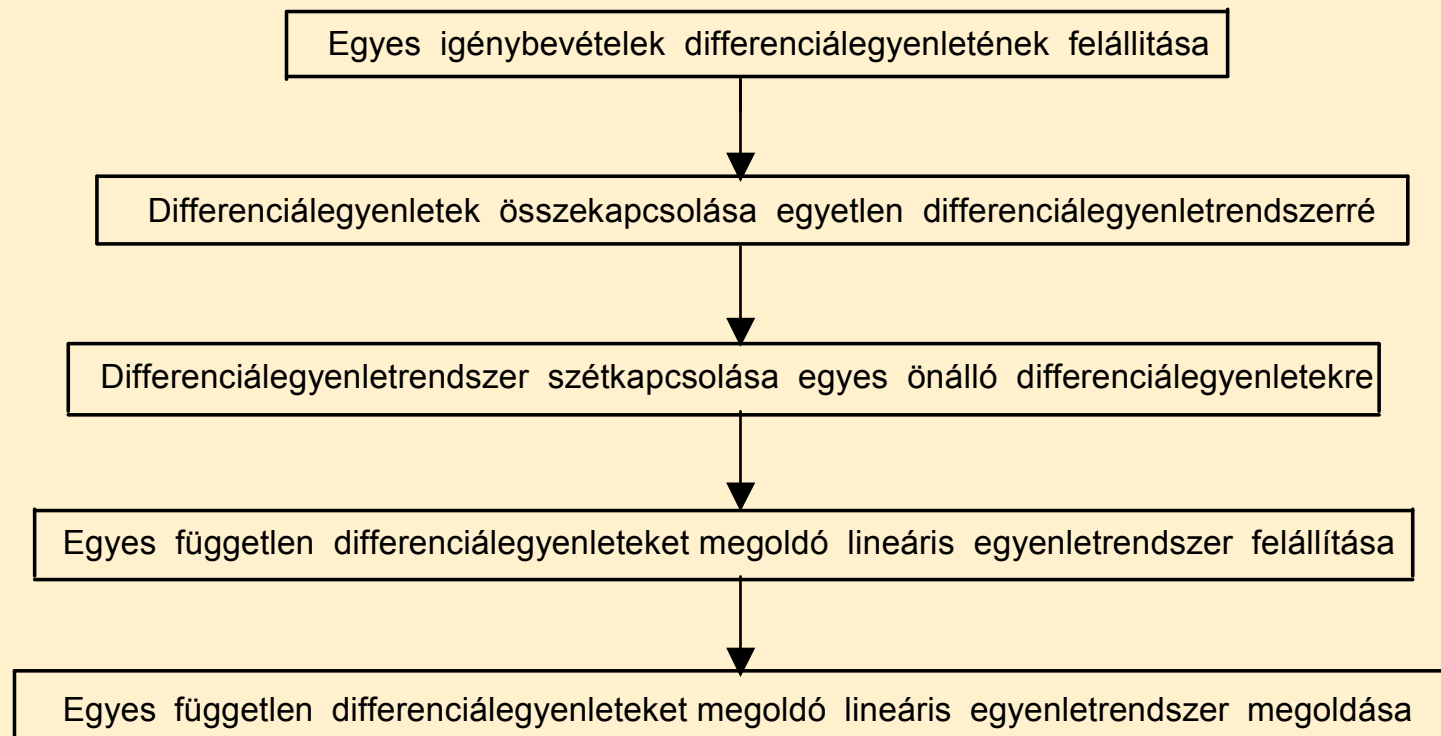 Egyes igénybevételek differenciálegyenletének felállitása
Differenciálegyenletek összekapcsolása egyetlen differenciálegyenletrendszerré
Differenciálegyenletrendszer szétkapcsolása egyes önálló differenciálegyenletekre
Egyes független differenciálegyenleteket megoldó lineáris egyenletrendszer felállítása
Egyes független differenciálegyenleteket megoldó lineáris egyenletrendszer megoldása